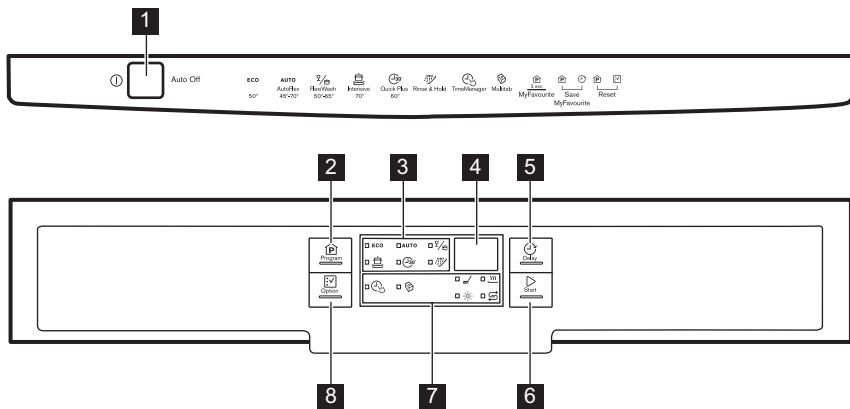 1
Auto Off
ECO AUTO AutoFlex FlexiWash Intensive Quick Plus Rinse & Hold TimeManager Multitab 3 sec MyFavourite Save MyFavourite Reset
50° 45°-70° 50°-65° 70° 60°
30'
2 3 4 5
P Program
ECO AUTO
30'
Delay
Option
Start
8 7 6